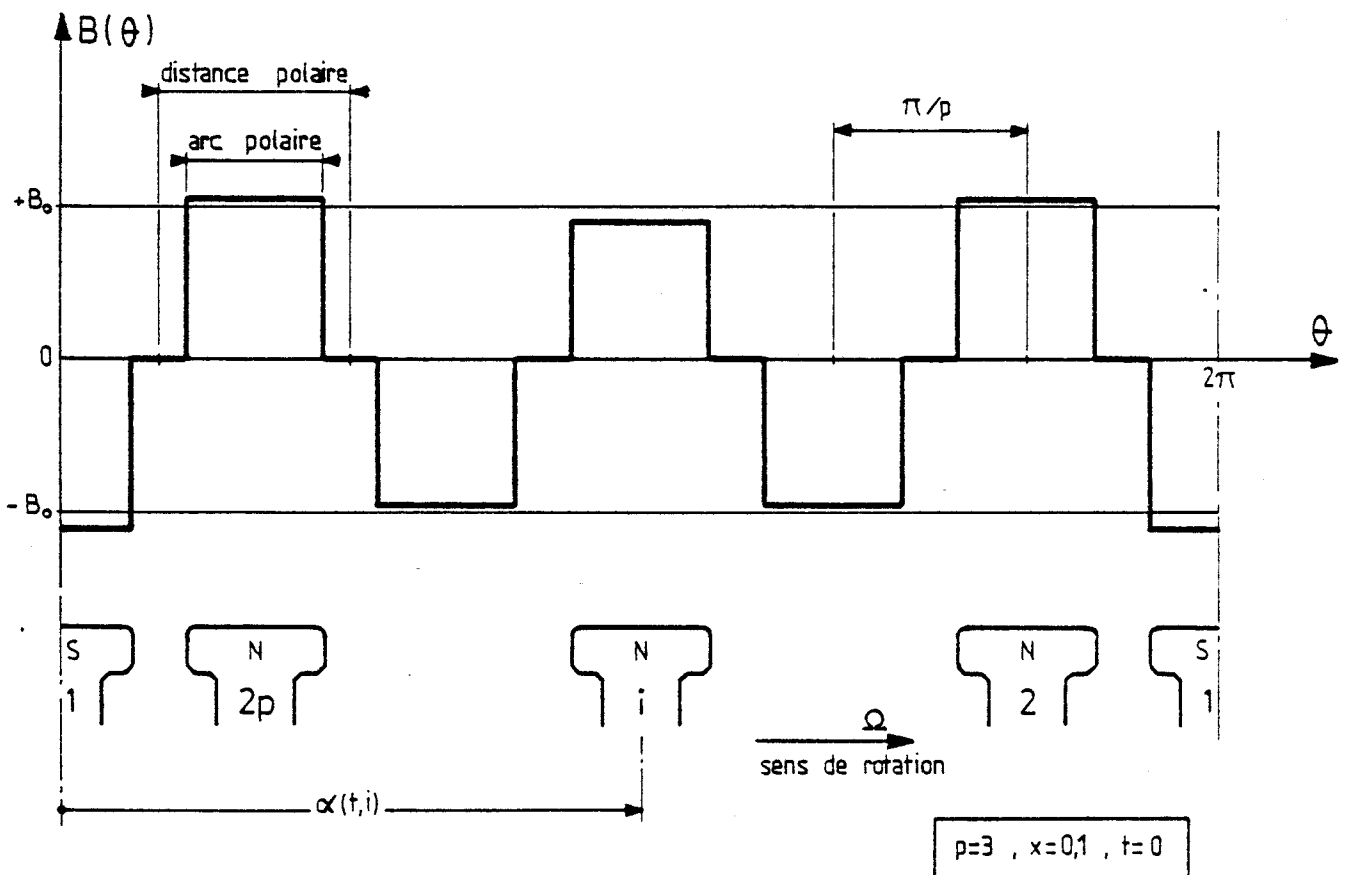 B(θ)
distance polaire
π/p
arc polaire
+B₀
0
θ
2π
-B₀
S
N
N
N
S
1
2p
i
2
1
Ω
sens de rotation
α(t,i)
p=3 , x=0,1 , t=0